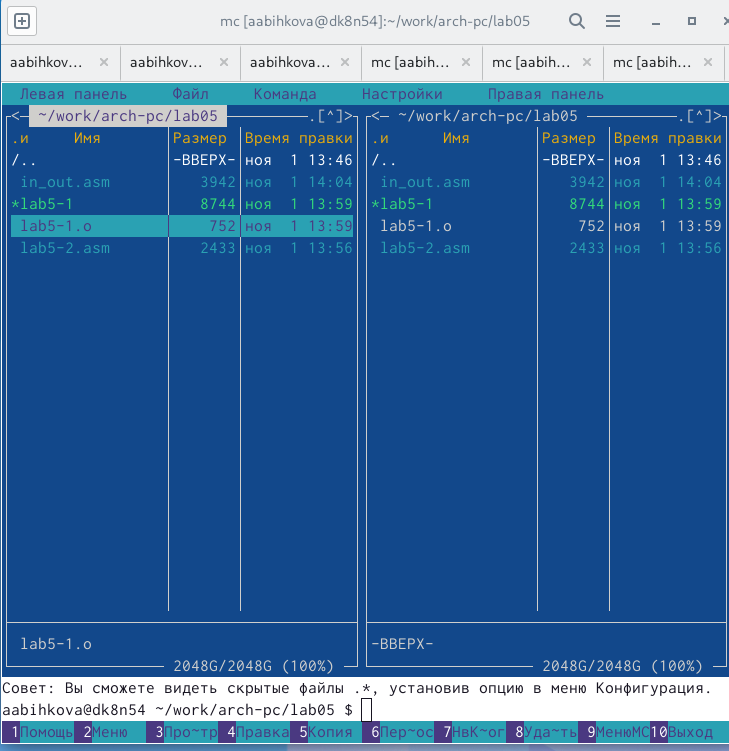 mc [aabihkova@dk8n54]:~/work/arch-pc/lab05
aabihkov… × aabihkov… × aabihkova… × mc [aabih… × mc [aabih… × mc [aabih… ×
Левая панель Файл Команда Настройки Правая панель
<— ~/work/arch-pc/lab05 .[^]> <— ~/work/arch-pc/lab05 .[^]>
.и Имя Размер Время правки .и Имя Размер Время правки
/.. -ВВЕРХ- ноя 1 13:46 /.. -ВВЕРХ- ноя 1 13:46
in_out.asm 3942 ноя 1 14:04 in_out.asm 3942 ноя 1 14:04
*lab5-1 8744 ноя 1 13:59 *lab5-1 8744 ноя 1 13:59
lab5-1.o 752 ноя 1 13:59 lab5-1.o 752 ноя 1 13:59
lab5-2.asm 2433 ноя 1 13:56 lab5-2.asm 2433 ноя 1 13:56
lab5-1.o -ВВЕРХ-
2048G/2048G (100%) 2048G/2048G (100%)
Совет: Вы сможете видеть скрытые файлы .*, установив опцию в меню Конфигурация.
aabihkova@dk8n54 ~/work/arch-pc/lab05 $
1Помощь 2Меню 3Про~тр 4Правка 5Копия 6Пер~ос 7НвК~ог 8Уда~ть 9МенюМС 10Выход